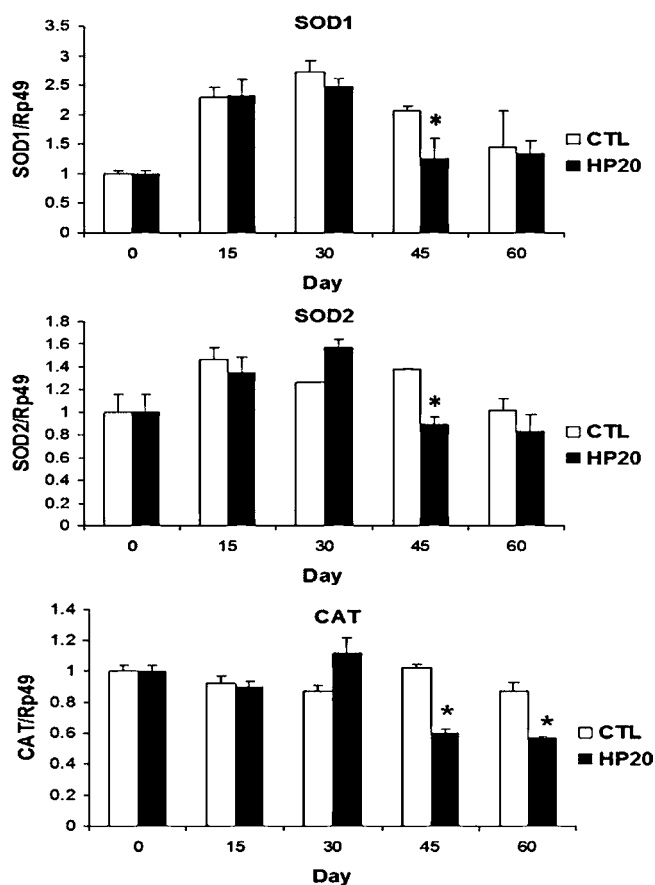 SOD1
3.5
3
2.5
2
1.5
1
0.5
0
SOD1/Rp49
*
CTL
HP20
0 15 30 45 60
Day
SOD2
1.8
1.6
1.4
1.2
1
0.8
0.6
0.4
0.2
0
SOD2/Rp49
*
CTL
HP20
0 15 30 45 60
Day
CAT
1.4
1.2
1
0.8
0.6
0.4
0.2
0
CAT/Rp49
* *
CTL
HP20
0 15 30 45 60
Day